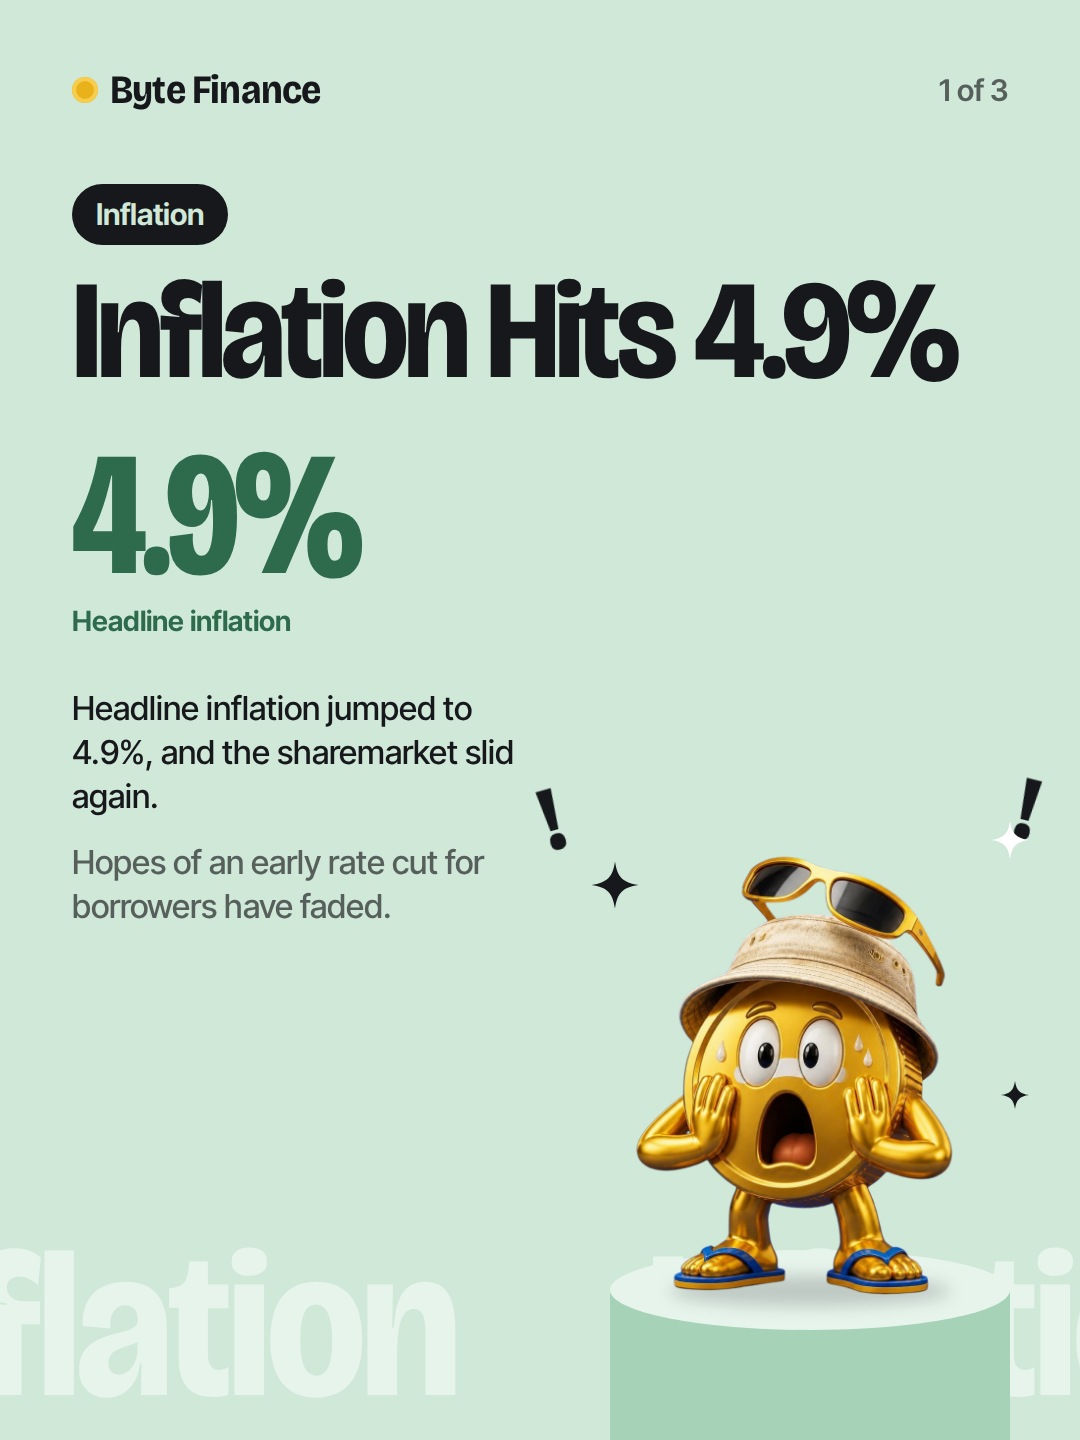 Byte Finance
1 of 3
Inflation
Inflation Hits 4.9%
4.9%
Headline inflation
Headline inflation jumped to
4.9%, and the sharemarket slid
again.
Hopes of an early rate cut for
borrowers have faded.
! !
flation